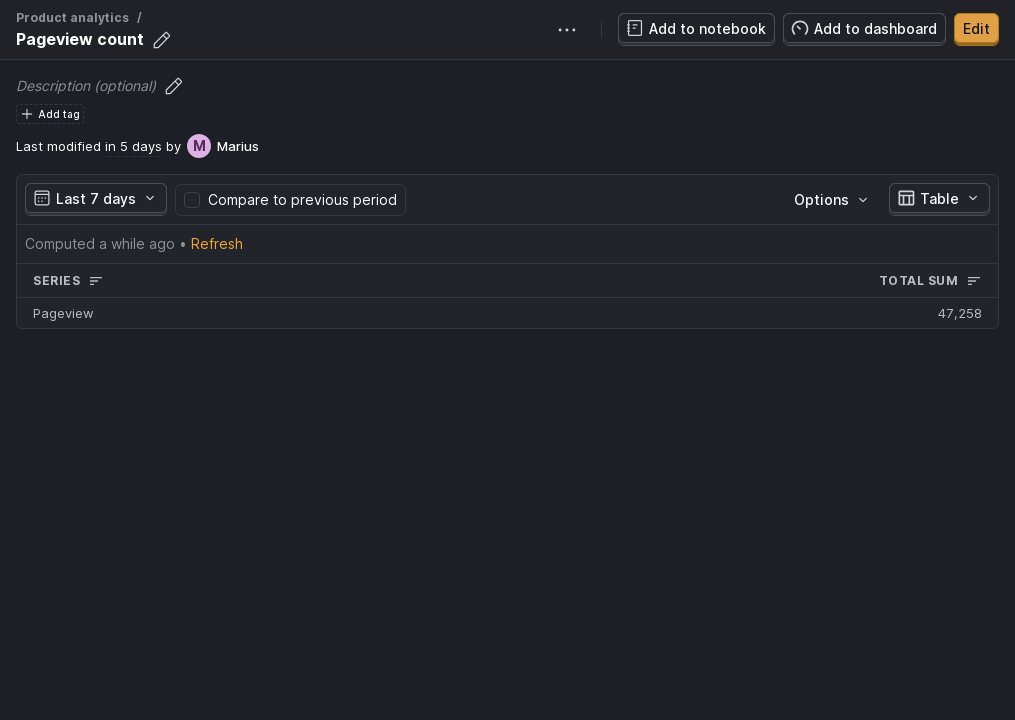 Product analytics /
Pageview count
Add to notebook
Add to dashboard
Edit
Description (optional)
Add tag
Last modified in 5 days by M Marius
Last 7 days
Compare to previous period
Options
Table
Computed a while ago • Refresh
SERIES
TOTAL SUM
Pageview
47,258